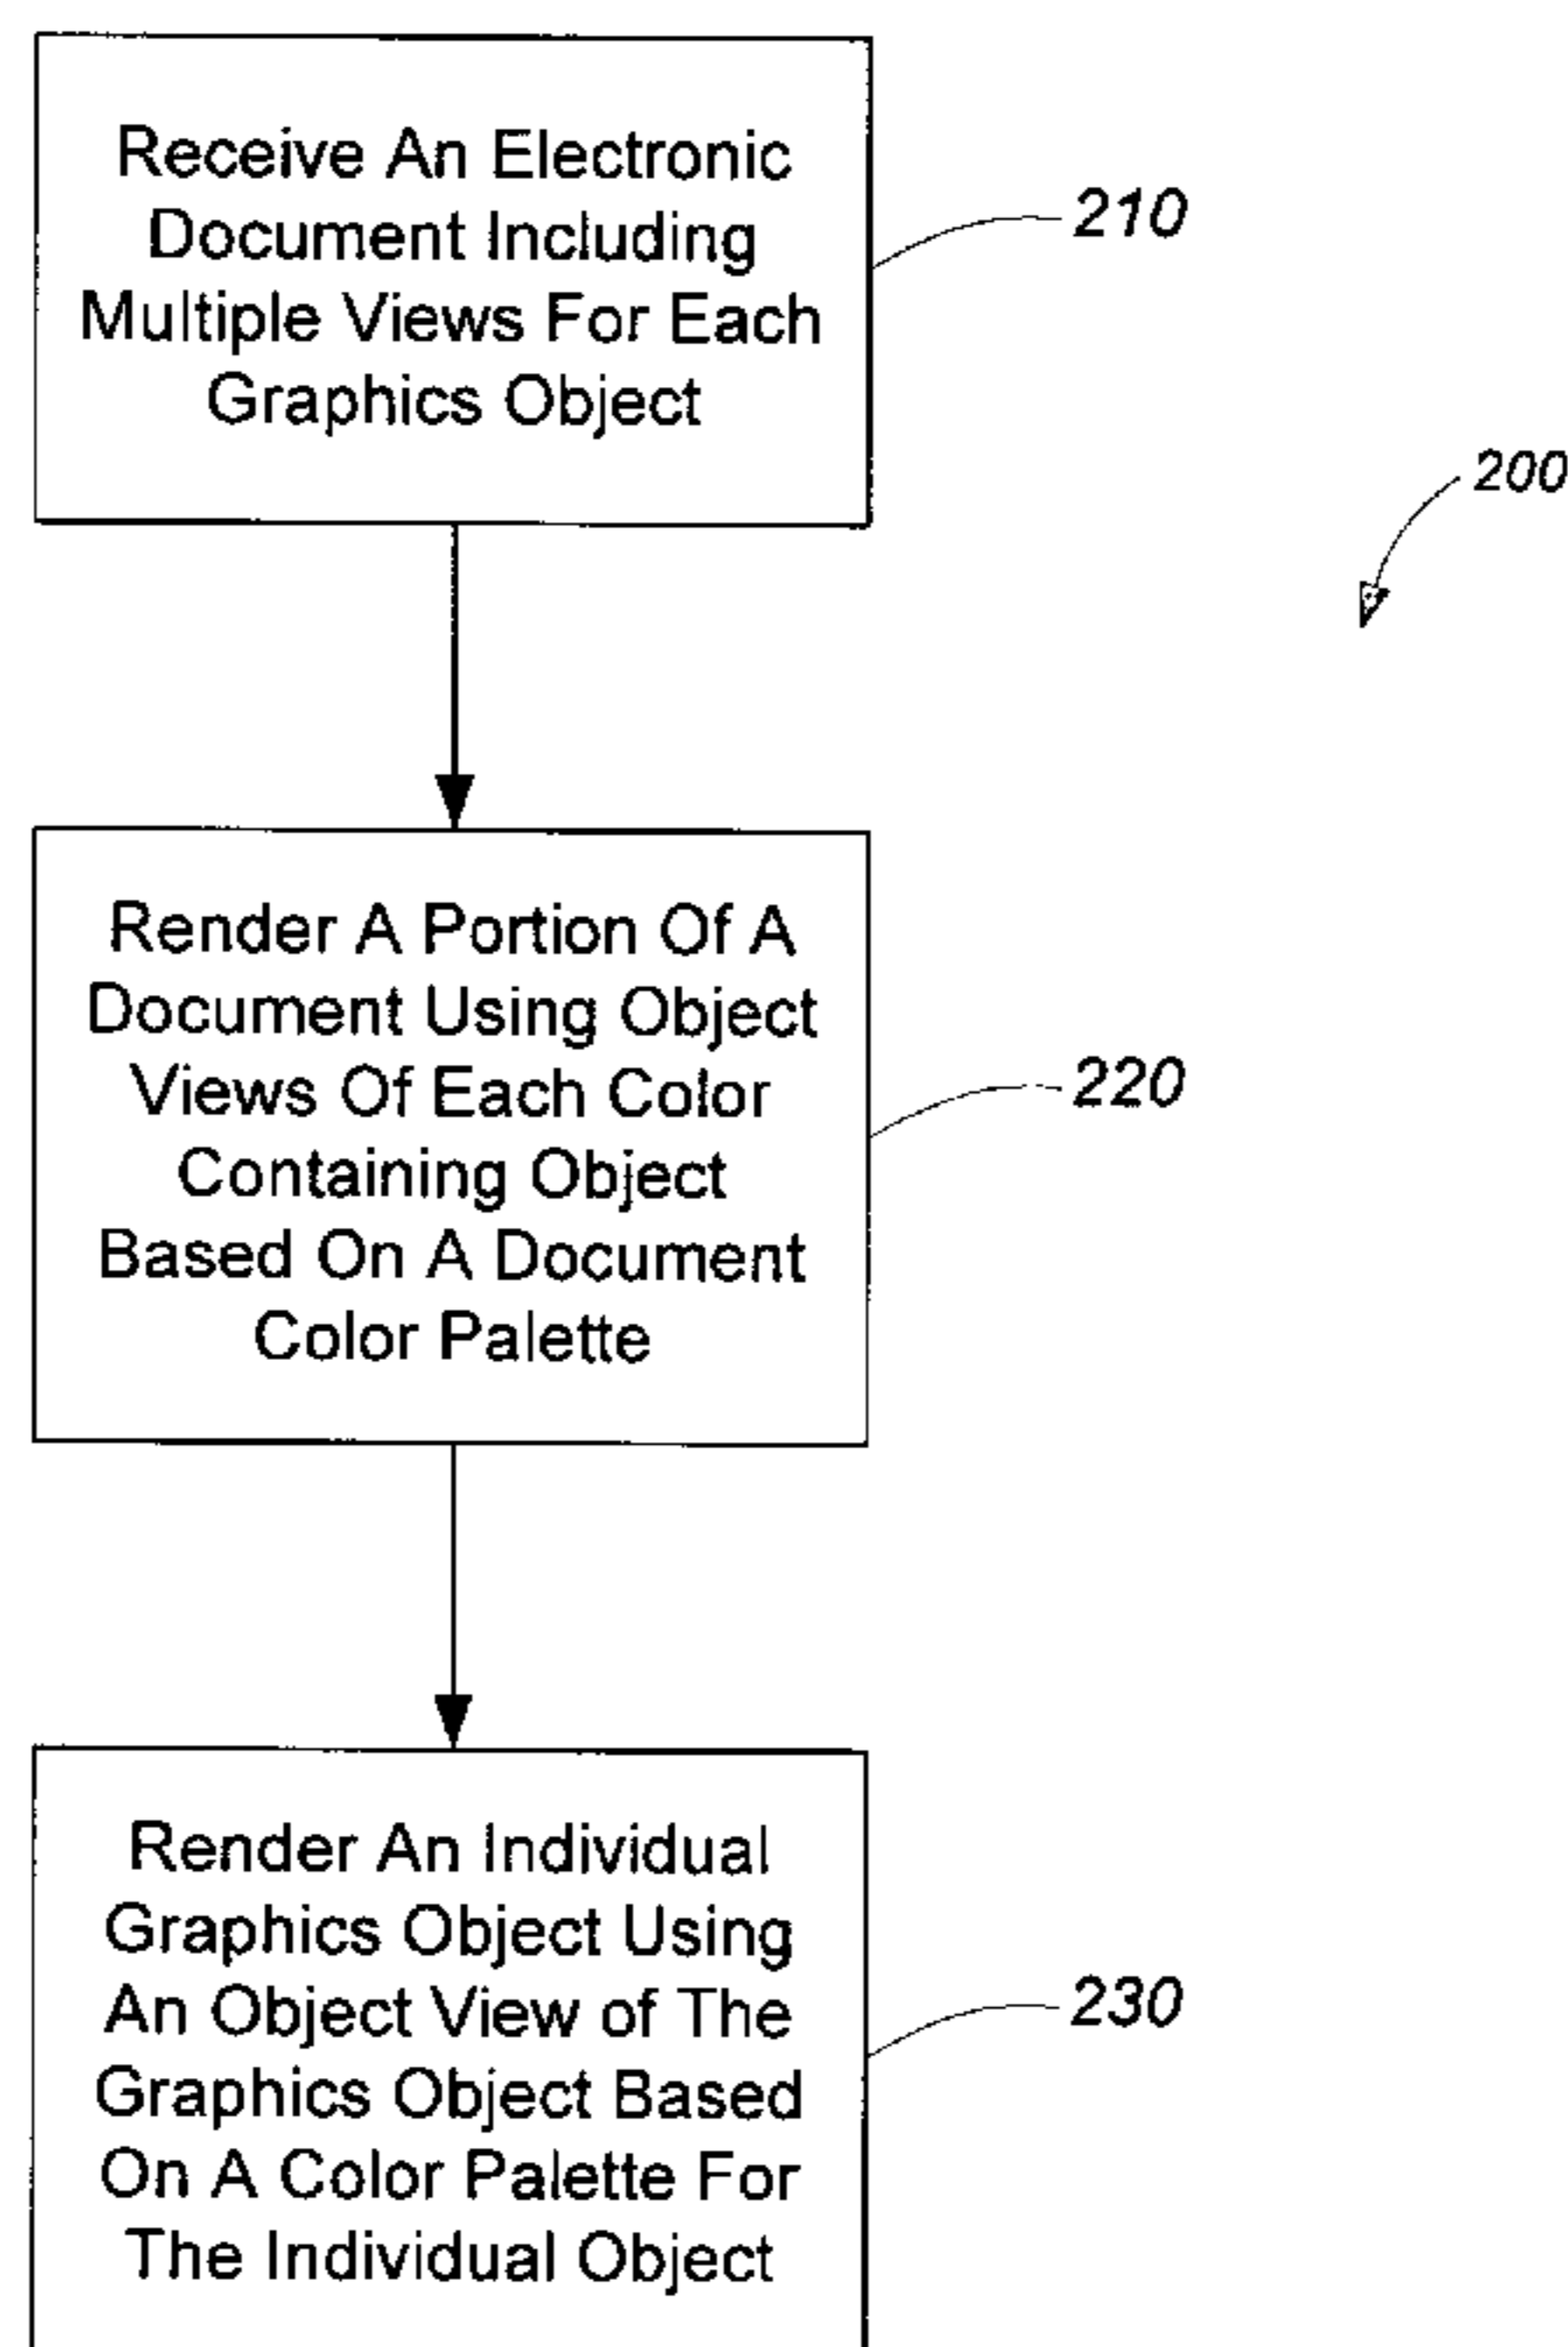 Receive An Electronic
Document Including
Multiple Views For Each
Graphics Object
210
200
Render A Portion Of A
Document Using Object
Views Of Each Color
Containing Object
Based On A Document
Color Palette
220
Render An Individual
Graphics Object Using
An Object View of The
Graphics Object Based
On A Color Palette For
The Individual Object
230